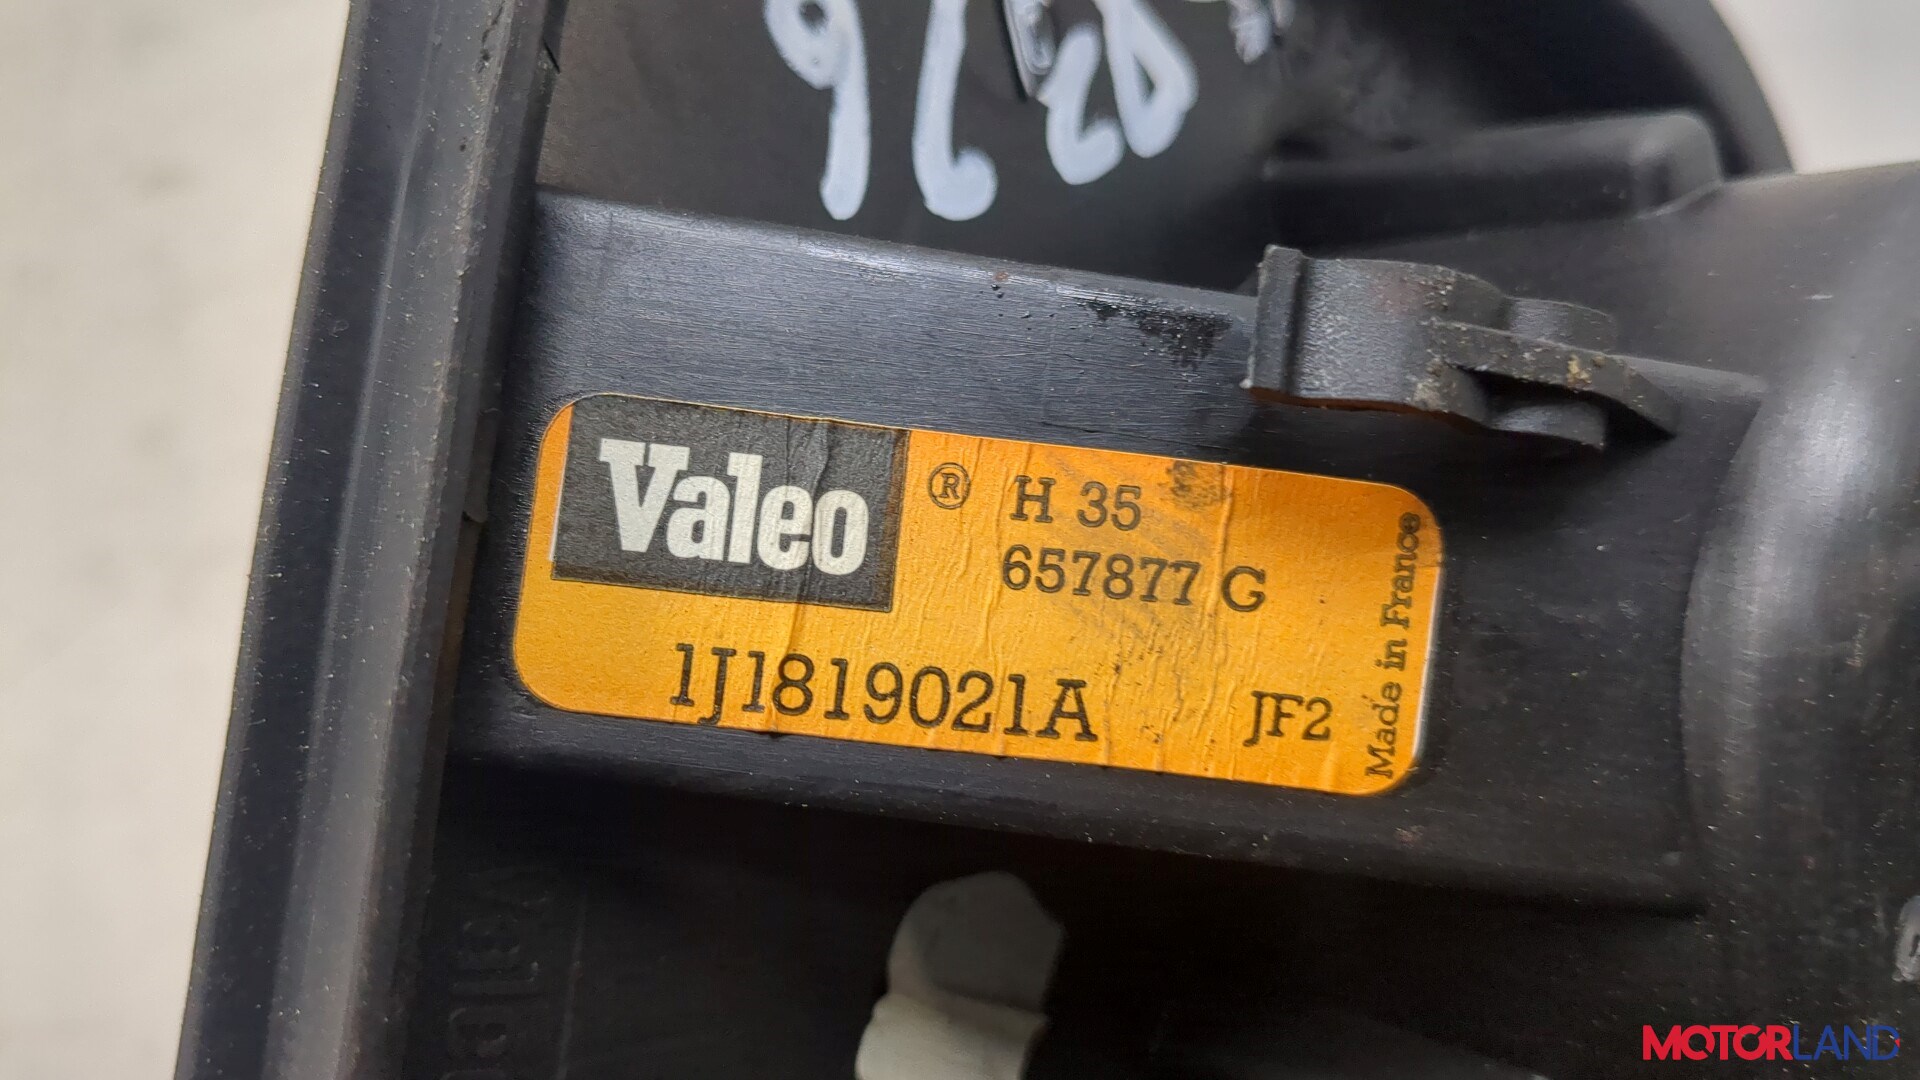 Valeo ® H 35
657877 G
1J1819021A JF2
Made in France
MOTORLAND